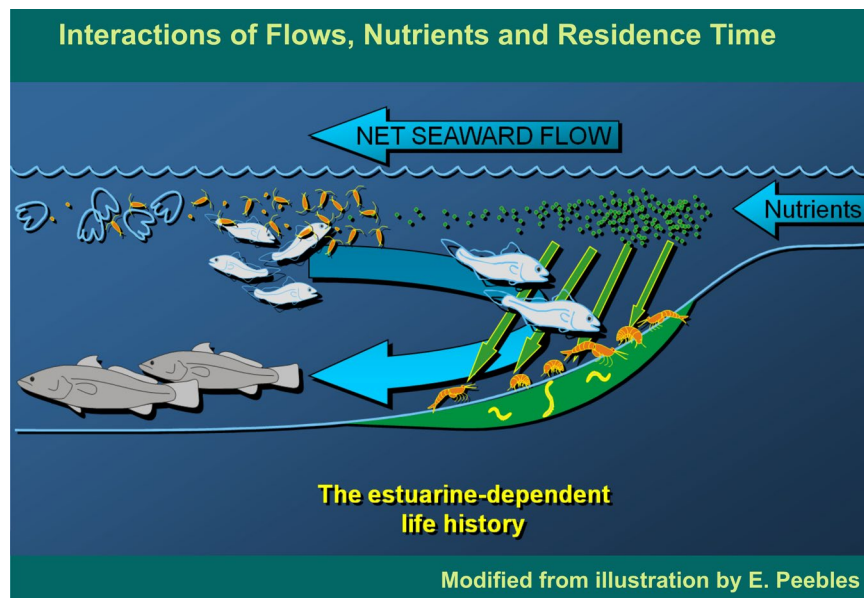 Interactions of Flows, Nutrients and Residence Time
NET SEAWARD FLOW
Nutrients
The estuarine-dependent
life history
Modified from illustration by E. Peebles